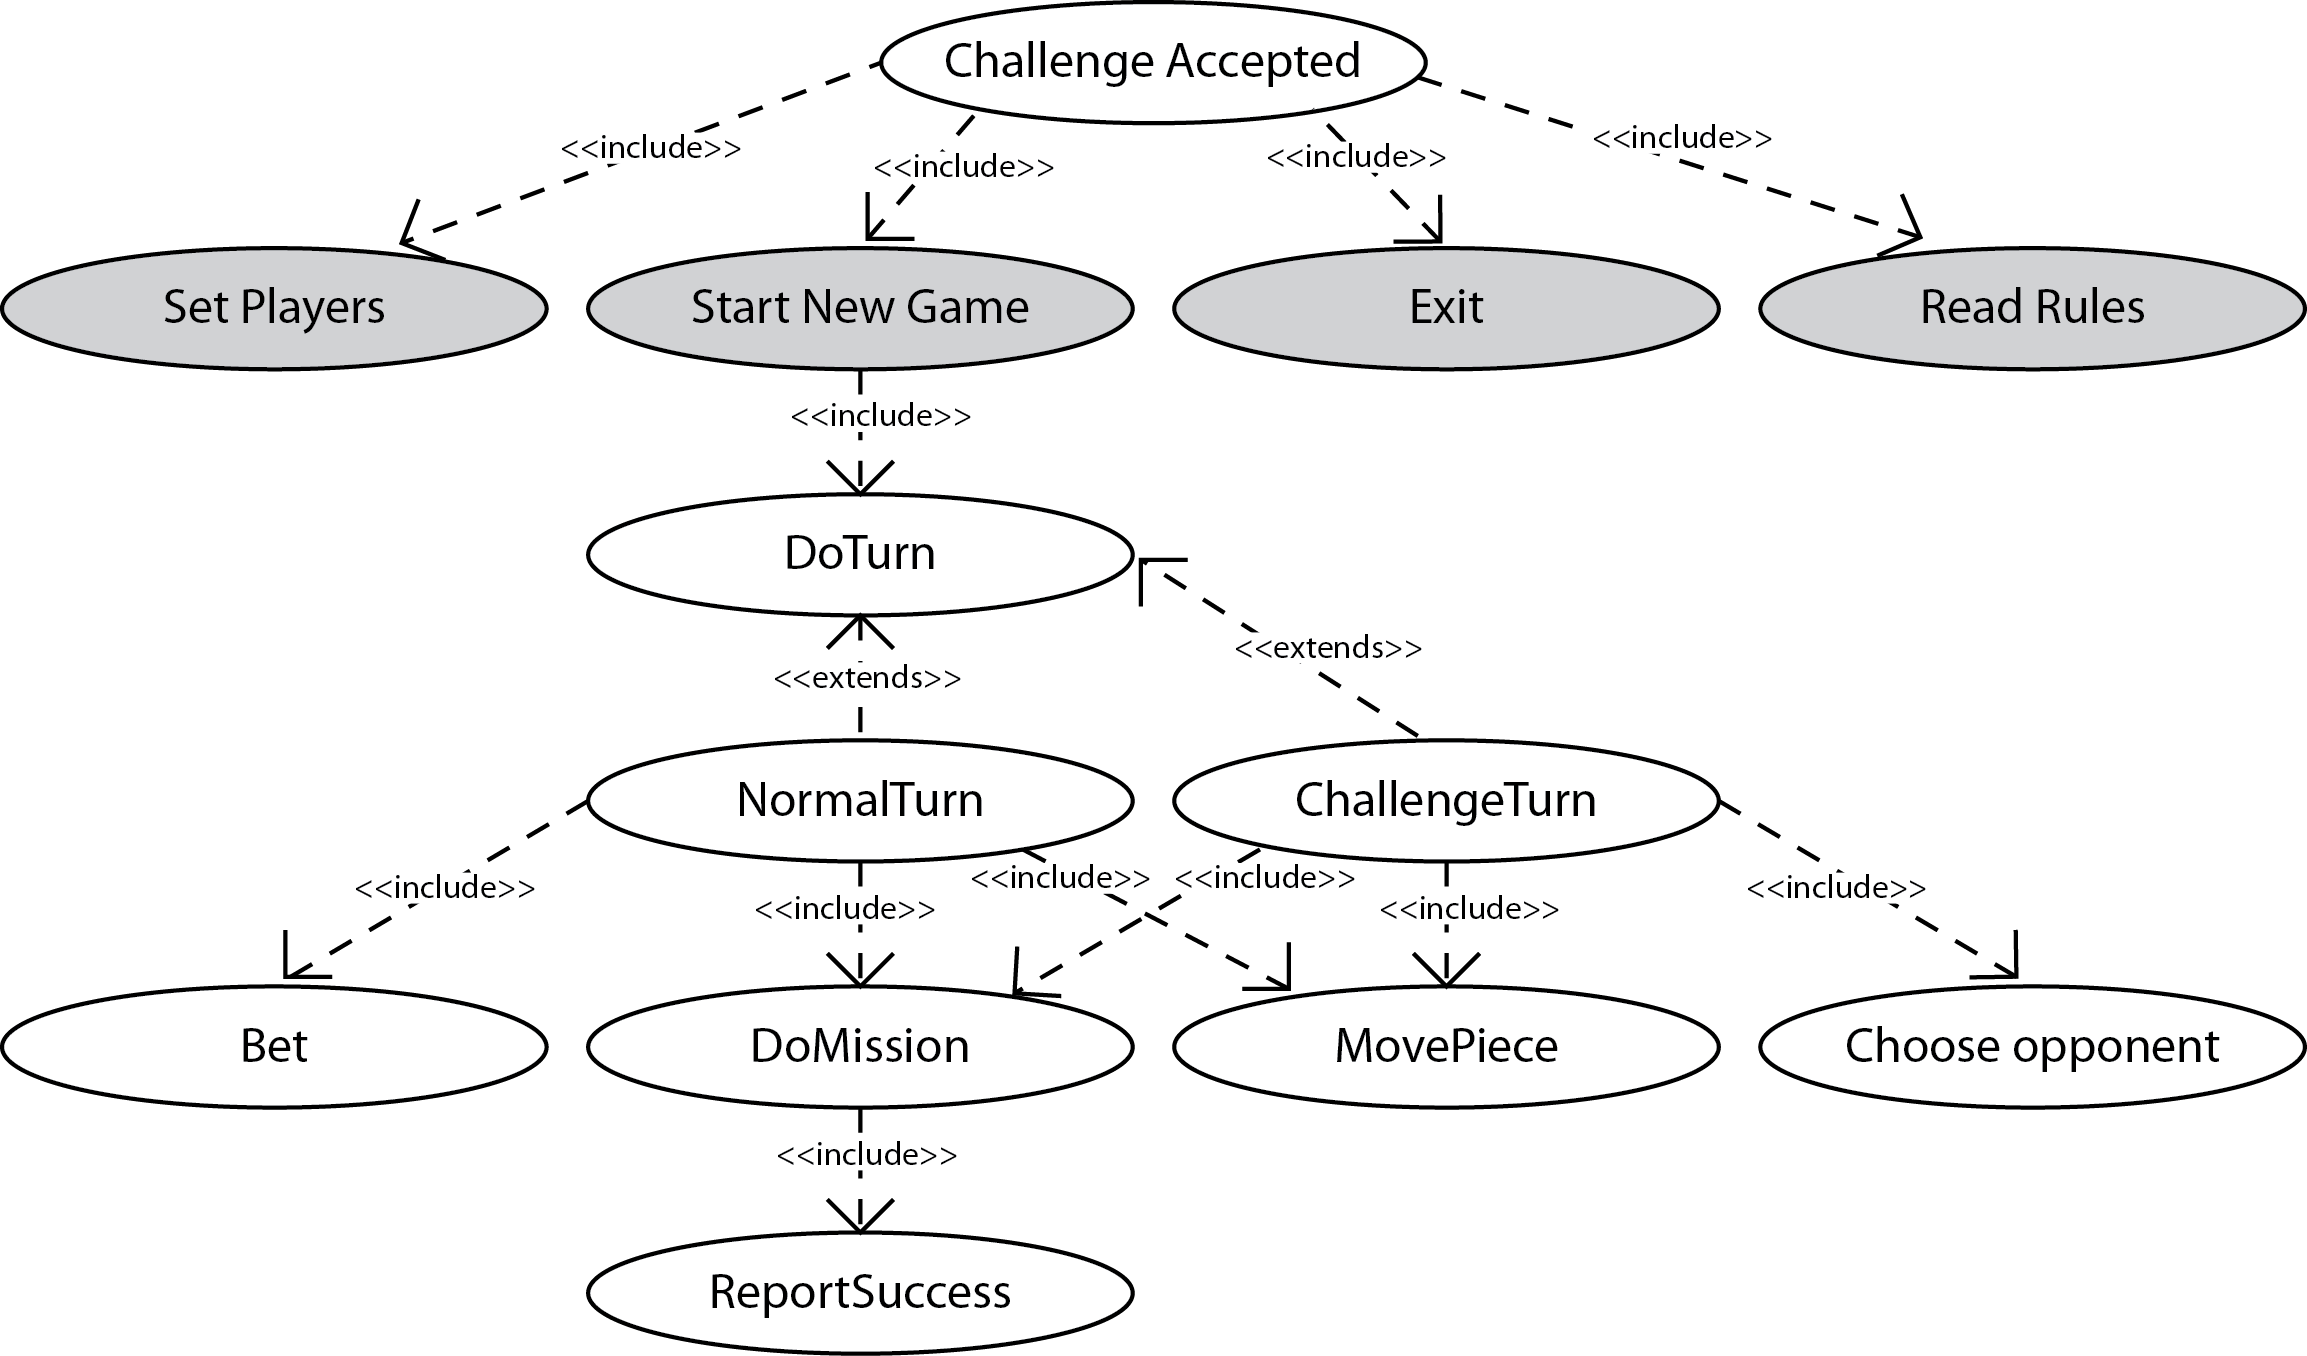 Challenge Accepted
<<include>>
<<include>>
<<include>>
<<include>>
Set Players
Start New Game
Exit
Read Rules
<<include>>
DoTurn
<<extends>>
<<extends>>
NormalTurn
ChallengeTurn
<<include>>
<<include>>
<<include>>
<<include>>
<<include>>
<<include>>
Bet
DoMission
MovePiece
Choose opponent
<<include>>
ReportSuccess